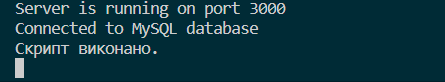 Server is running on port 3000
Connected to MySQL database
Скрипт виконано.